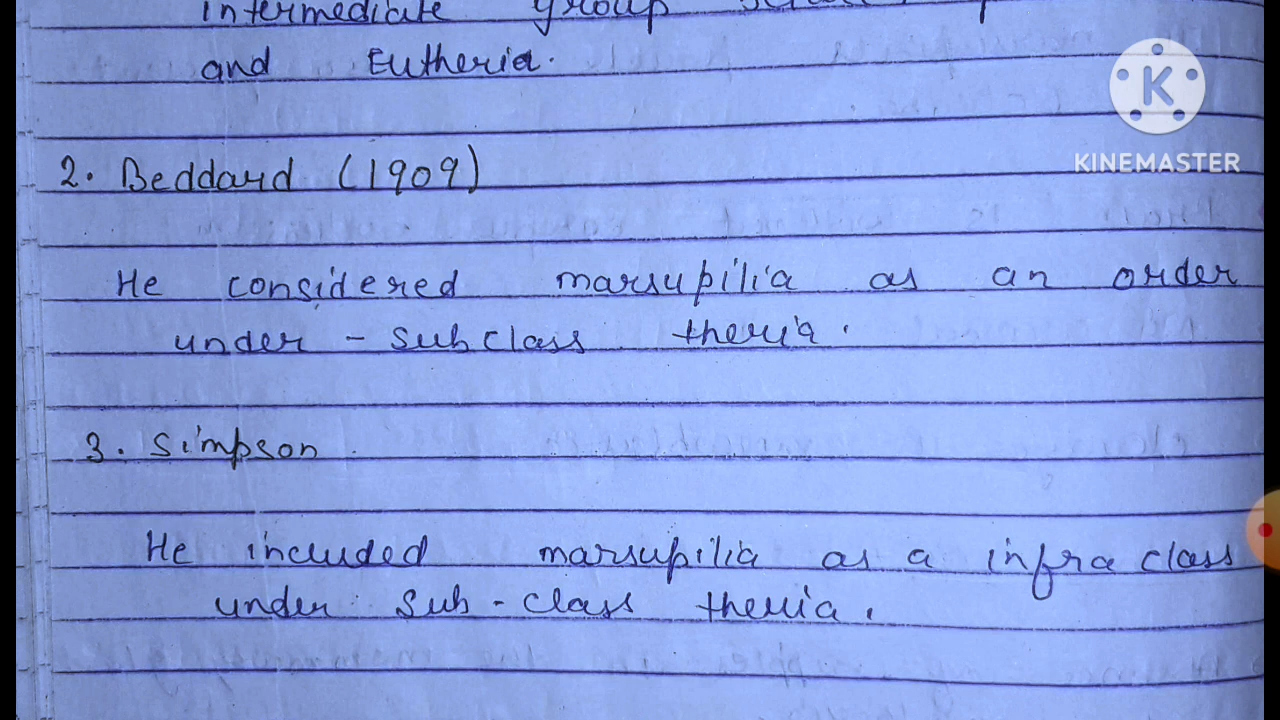 intermediate group
and Eutheria.
K
KINEMASTER
2. Beddard (1909)
He considered marsupilia as an order
under - subclass theria.
3. Simpson
He included marsupilia as a infra class
under sub-class theria.